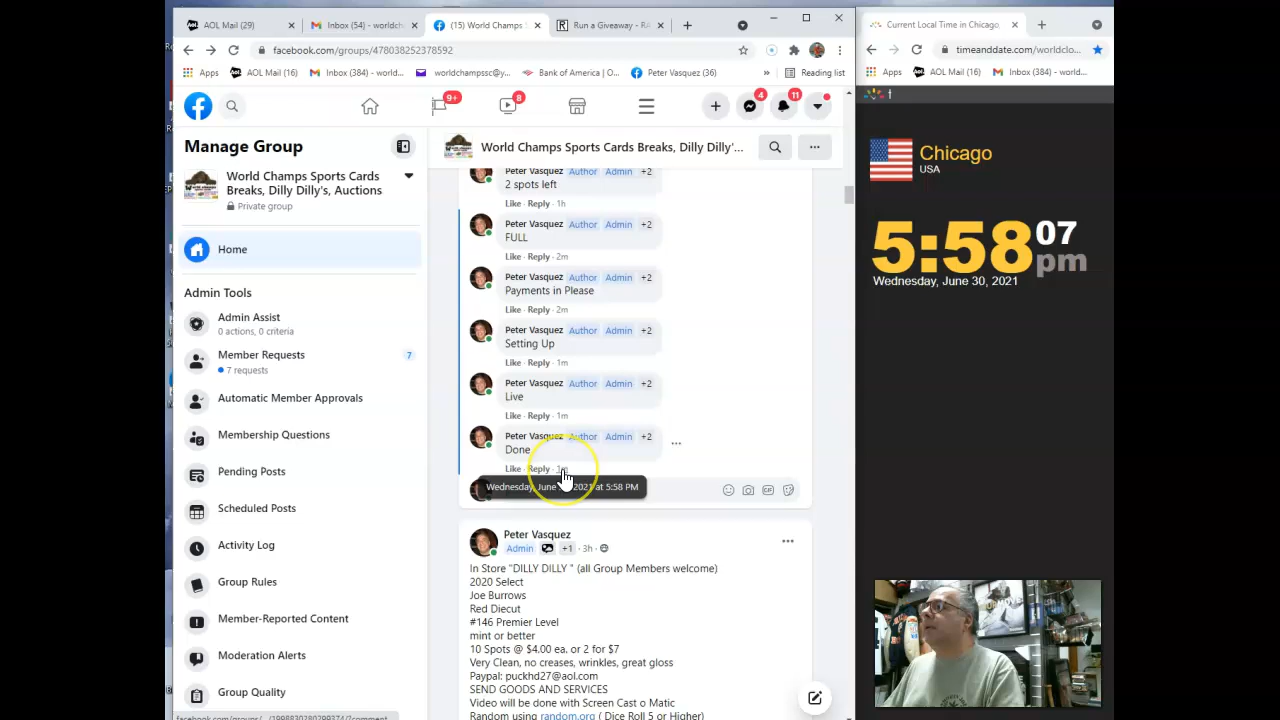 AOL Mail (29)
Inbox (54) - worldch
(15) World Champs
Run a Giveaway - RA
Current Local Time in Chicago,
facebook.com/groups/478038252378592
timeanddate.com/worldclo...
Apps
AOL Mail (16)
Inbox (384) - world...
worldchampssc@y...
Bank of America | O...
Peter Vasquez (36)
Reading list
Apps
AOL Mail (16)
Inbox (384) - world...
9+
8
4
11
Manage Group
World Champs Sports Cards Breaks, Dilly Dilly'...
World Champs Sports Cards
Breaks, Dilly Dilly's, Auctions
Private group
Home
Admin Tools
Admin Assist
0 actions, 0 criteria
Member Requests
7
7 requests
Automatic Member Approvals
Membership Questions
Pending Posts
Scheduled Posts
Activity Log
Group Rules
Member-Reported Content
Moderation Alerts
Group Quality
Peter Vasquez Author Admin +2
2 spots left
Like · Reply · 1h
Peter Vasquez Author Admin +2
FULL
Like · Reply · 2m
Peter Vasquez Author Admin +2
Payments in Please
Like · Reply · 2m
Peter Vasquez Author Admin +2
Setting Up
Like · Reply · 1m
Peter Vasquez Author Admin +2
Live
Like · Reply · 1m
Peter Vasquez Author Admin +2
Done
Like · Reply
Wednesday, June 2021 at 5:58 PM
Peter Vasquez
Admin +1 · 3h
In Store "DILLY DILLY " (all Group Members welcome)
2020 Select
Joe Burrows
Red Diecut
#146 Premier Level
mint or better
10 Spots @ $4.00 ea. or 2 for $7
Very Clean, no creases, wrinkles, great gloss
Paypal: puckhd27@aol.com
SEND GOODS AND SERVICES
Video will be done with Screen Cast o Matic
Random using random.org ( Dice Roll 5 or Higher)
Chicago
USA
5:58 07
pm
Wednesday, June 30, 2021